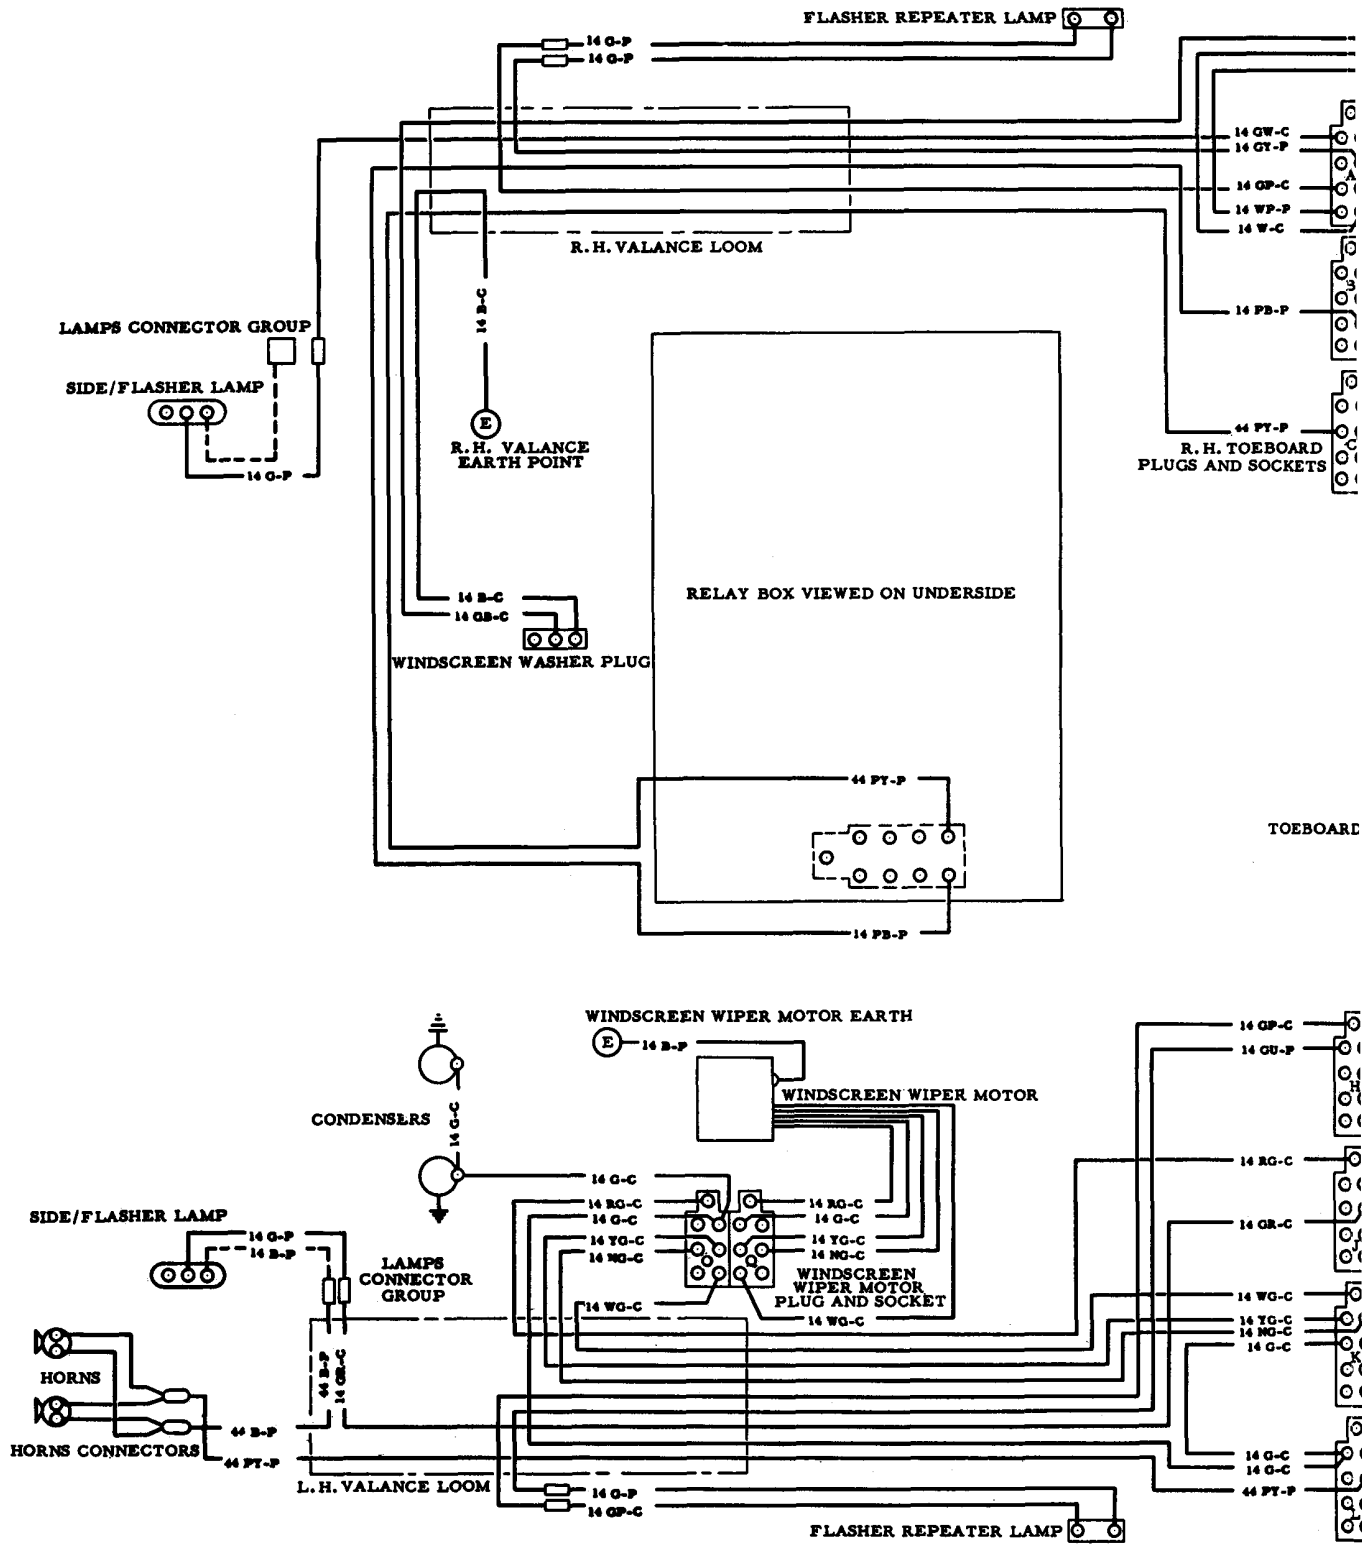 FLASHER REPEATER LAMP
14 G-P
14 G-P
14 GW-C
14 GY-P
A
14 GP-C
14 WP-P
14 W-C
R.H. VALANCE LOOM
B
14 B-C
14 PB-P
LAMPS CONNECTOR GROUP
SIDE/FLASHER LAMP
E
R.H. VALANCE
EARTH POINT
44 PY-P
C
R.H. TOEBOARD
PLUGS AND SOCKETS
14 G-P
RELAY BOX VIEWED ON UNDERSIDE
14 B-C
14 GB-C
WINDSCREEN WASHER PLUG
44 PY-P
TOEBOARD
14 PB-P
WINDSCREEN WIPER MOTOR EARTH
E
14 B-P
14 GP-C
14 GU-P
H
WINDSCREEN WIPER MOTOR
CONDENSERS
14 G-C
14 RG-C
14 G-C
14 RG-C
14 RG-C
14 G-C
14 G-C
SIDE/FLASHER LAMP
14 GR-C
14 G-P
14 B-P
14 YG-C
14 YG-C
14 NG-C
14 NG-C
J
LAMPS
CONNECTOR
GROUP
WINDSCREEN
WIPER MOTOR
PLUG AND SOCKET
14 WG-C
14 WG-C
14 WG-C
14 YG-C
14 NG-C
14 G-C
K
44 B-P
14 GR-C
HORNS
44 B-P
HORNS CONNECTORS
44 PY-P
14 G-C
14 G-C
44 PY-P
L
L.H. VALANCE LOOM
14 G-P
14 GP-C
FLASHER REPEATER LAMP